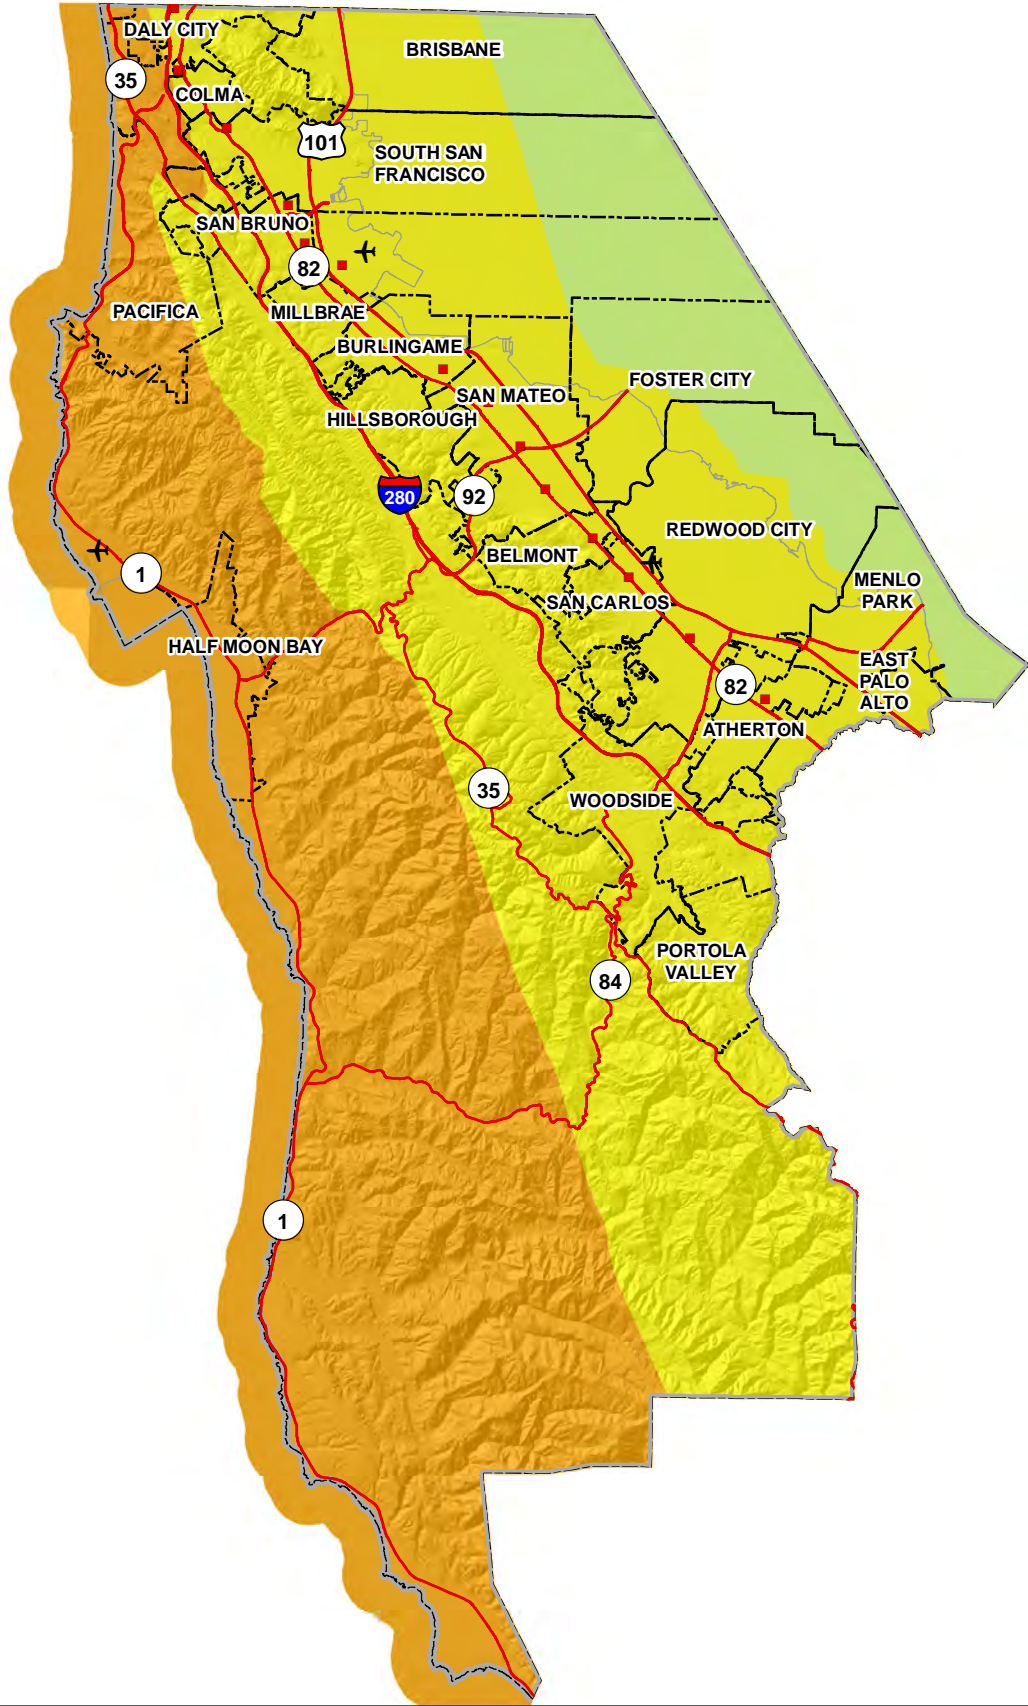 DALY CITY
BRISBANE
35
COLMA
101
SOUTH SAN
FRANCISCO
SAN BRUNO
82
PACIFICA
MILLBRAE
BURLINGAME
FOSTER CITY
SAN MATEO
HILLSBOROUGH
280
92
REDWOOD CITY
BELMONT
1
MENLO
PARK
SAN CARLOS
HALF MOON BAY
EAST
PALO
ALTO
82
ATHERTON
35
WOODSIDE
PORTOLA
VALLEY
84
1